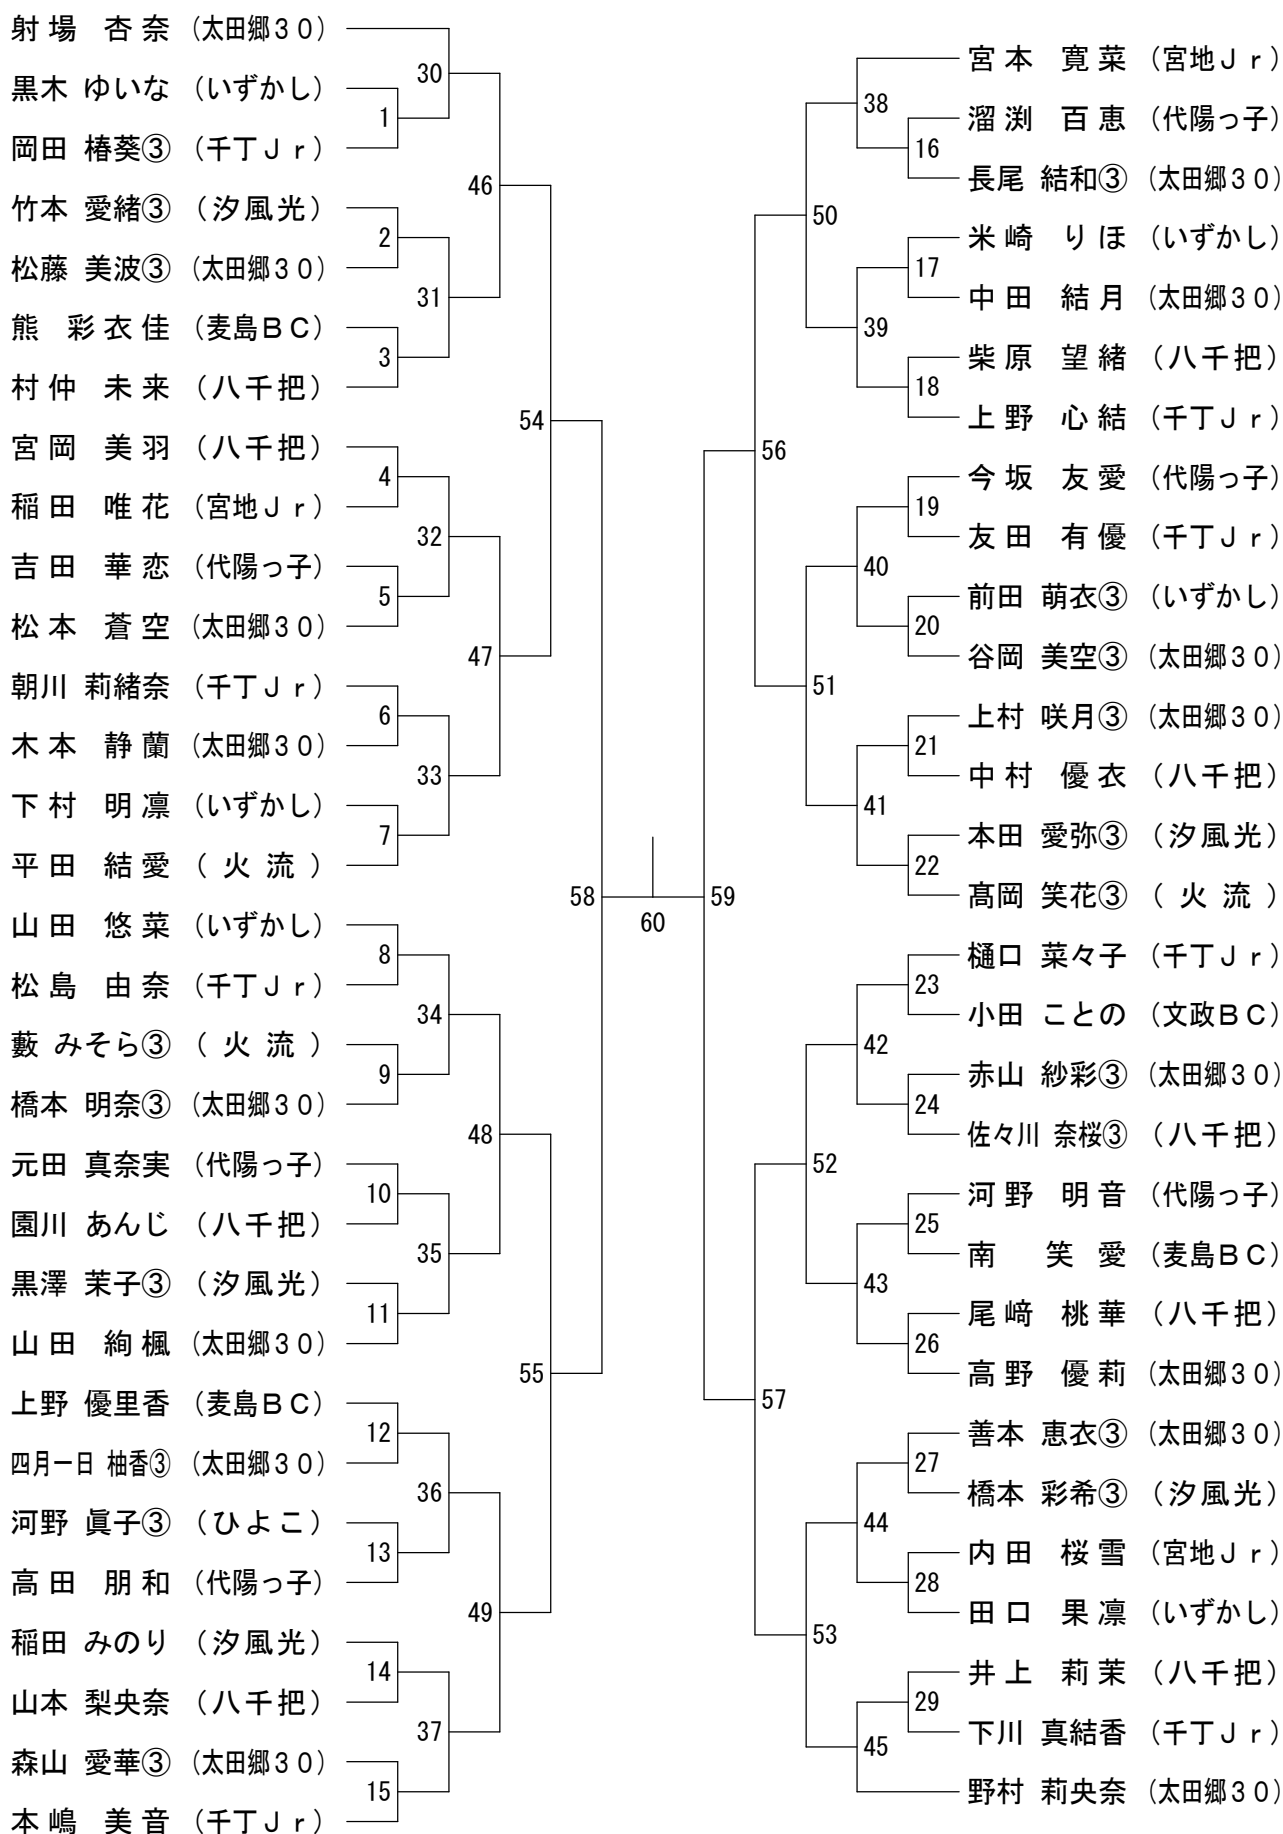 射場 杏奈 (太田郷30)
黒木 ゆいな (いずかし)
岡田 椿葵③ (千丁Jr)
竹本 愛緒③ (汐風光)
松藤 美波③ (太田郷30)
熊 彩衣佳 (麦島BC)
村仲 未来 (八千把)
宮岡 美羽 (八千把)
稲田 唯花 (宮地Jr)
吉田 華恋 (代陽っ子)
松本 蒼空 (太田郷30)
朝川 莉緒奈 (千丁Jr)
木本 静蘭 (太田郷30)
下村 明凛 (いずかし)
平田 結愛 (火流)
山田 悠菜 (いずかし)
松島 由奈 (千丁Jr)
藪 みそら③ (火流)
橋本 明奈③ (太田郷30)
元田 真奈実 (代陽っ子)
園川 あんじ (八千把)
黒澤 茉子③ (汐風光)
山田 絢楓 (太田郷30)
上野 優里香 (麦島BC)
四月一日 柚香③ (太田郷30)
河野 眞子③ (ひよこ)
高田 朋和 (代陽っ子)
稲田 みのり (汐風光)
山本 梨央奈 (八千把)
森山 愛華③ (太田郷30)
本嶋 美音 (千丁Jr)
1
2
3
4
5
6
7
8
9
10
11
12
13
14
15
30
31
32
33
34
35
36
37
46
47
48
49
54
55
58
60
59
56
57
50
51
52
53
38
39
40
41
42
43
44
45
16
17
18
19
20
21
22
23
24
25
26
27
28
29
宮本 寛菜 (宮地Jr)
溜渕 百恵 (代陽っ子)
長尾 結和③ (太田郷30)
米崎 りほ (いずかし)
中田 結月 (太田郷30)
柴原 望緒 (八千把)
上野 心結 (千丁Jr)
今坂 友愛 (代陽っ子)
友田 有優 (千丁Jr)
前田 萌衣③ (いずかし)
谷岡 美空③ (太田郷30)
上村 咲月③ (太田郷30)
中村 優衣 (八千把)
本田 愛弥③ (汐風光)
髙岡 笑花③ (火流)
樋口 菜々子 (千丁Jr)
小田 ことの (文政BC)
赤山 紗彩③ (太田郷30)
佐々川 奈桜③ (八千把)
河野 明音 (代陽っ子)
南 笑愛 (麦島BC)
尾﨑 桃華 (八千把)
高野 優莉 (太田郷30)
善本 恵衣③ (太田郷30)
橋本 彩希③ (汐風光)
内田 桜雪 (宮地Jr)
田口 果凛 (いずかし)
井上 莉茉 (八千把)
下川 真結香 (千丁Jr)
野村 莉央奈 (太田郷30)